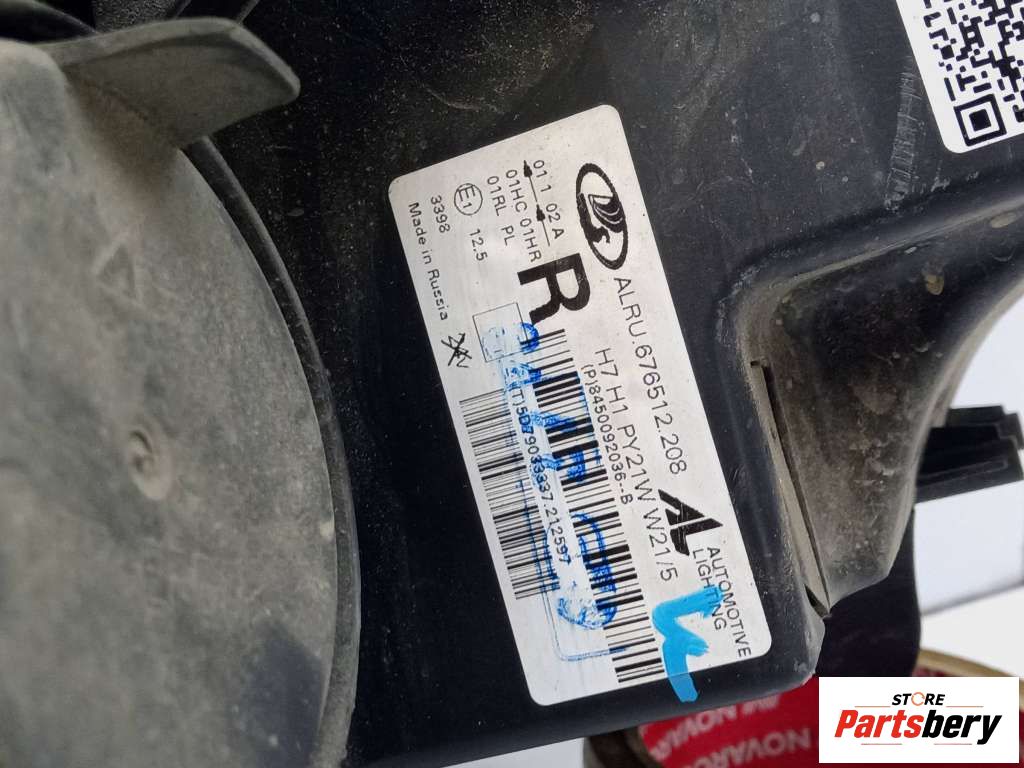 ALRU.676512.208
H7 H1 PY21W W21/5
(P)8450092036-B
AL AUTOMOTIVE
LIGHTING
01 1 02 A
01HC 01HR
01RL PL
R
E1 12.5
3398
Made in Russia
NOVA
STORE
Partsbery